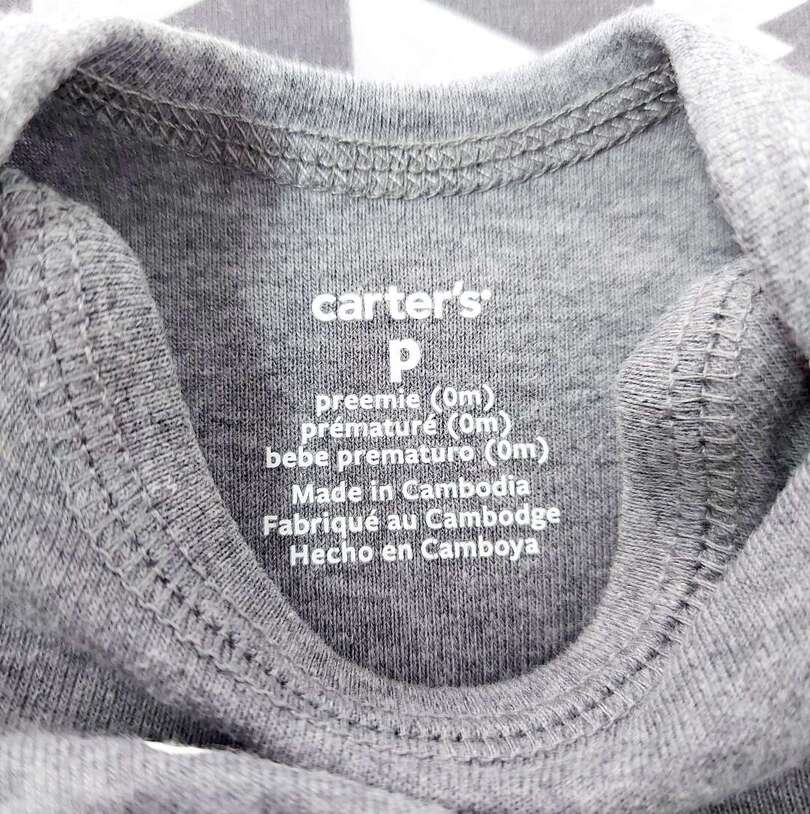 carter's
p
preemie (0m)
prématuré (0m)
bebe prematuro (0m)
Made in Cambodia
Fabriqué au Cambodge
Hecho en Camboya